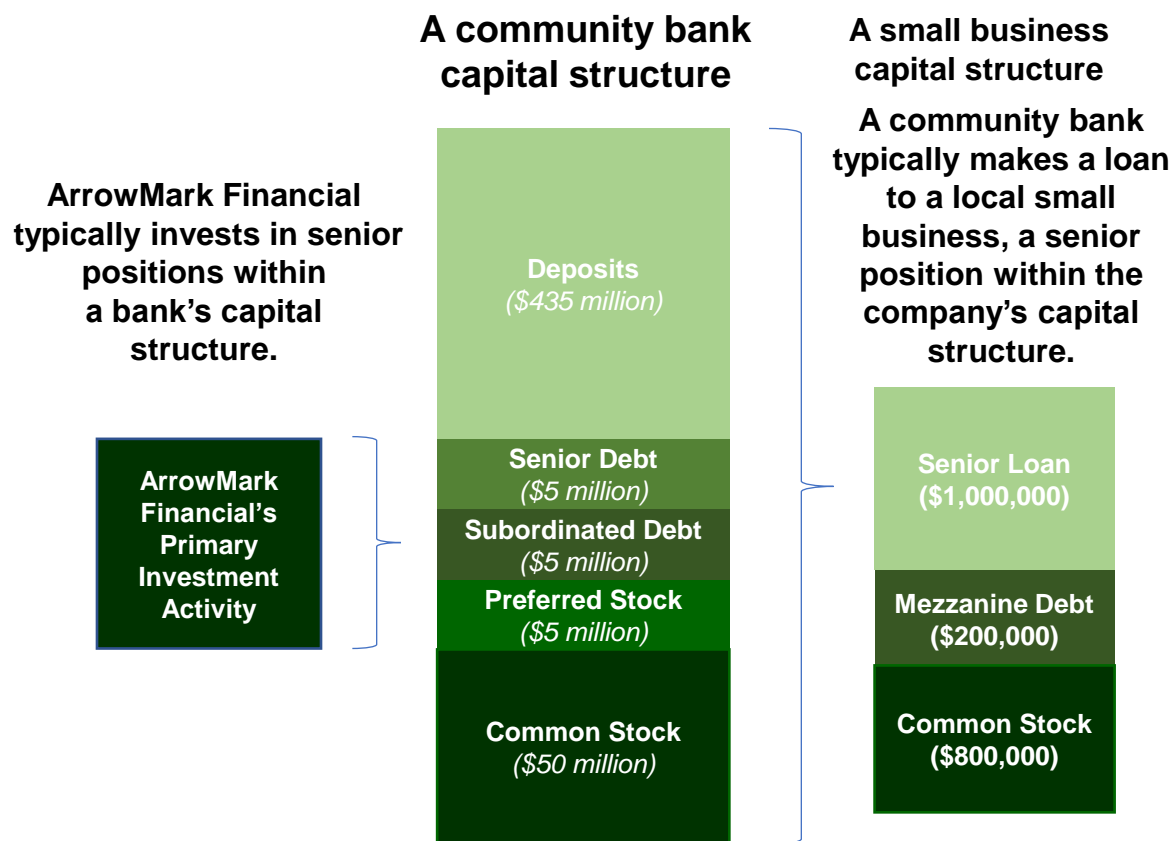 A community bank
capital structure
A small business
capital structure
ArrowMark Financial
typically invests in senior
positions within
a bank’s capital
structure.
A community bank
typically makes a loan
to a local small
business, a senior
position within the
company’s capital
structure.
ArrowMark
Financial’s
Primary
Investment
Activity
Deposits
($435 million)
Senior Debt
($5 million)
Subordinated Debt
($5 million)
Preferred Stock
($5 million)
Common Stock
($50 million)
Senior Loan
($1,000,000)
Mezzanine Debt
($200,000)
Common Stock
($800,000)